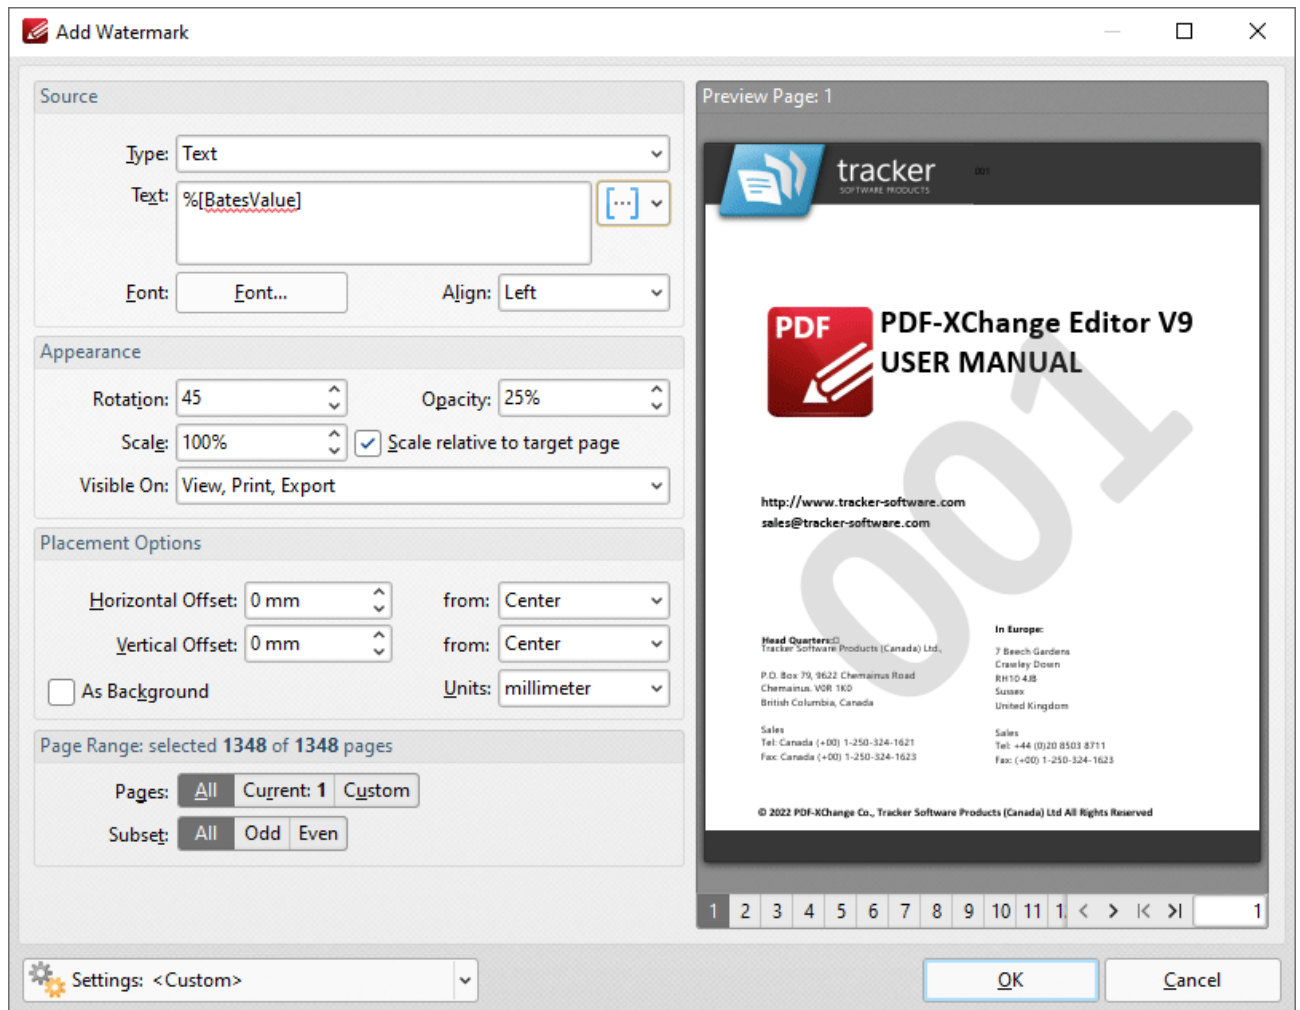 Add Watermark
Source
Type: Text
Text: %[BatesValue]
[...]
Font: Font... Align: Left
Appearance
Rotation: 45 Opacity: 25%
Scale: 100% Scale relative to target page
Visible On: View, Print, Export
Placement Options
Horizontal Offset: 0 mm from: Center
Vertical Offset: 0 mm from: Center
As Background Units: millimeter
Page Range: selected 1348 of 1348 pages
Pages: All Current: 1 Custom
Subset: All Odd Even
Preview Page: 1
tracker 001
SOFTWARE PRODUCTS
PDF
PDF-XChange Editor V9
USER MANUAL
001
http://www.tracker-software.com
sales@tracker-software.com
Head Quarters:
Tracker Software Products (Canada) Ltd.,
P.O. Box 79, 9622 Chemainus Road
Chemainus. V0R 1K0
British Columbia, Canada
Sales
Tel: Canada (+00) 1-250-324-1621
Fax: Canada (+00) 1-250-324-1623
In Europe:
7 Beech Gardens
Crawley Down
RH10 4JB
Sussex
United Kingdom
Sales
Tel: +44 (0)20 8503 8711
Fax: (+00) 1-250-324-1623
© 2022 PDF-XChange Co., Tracker Software Products (Canada) Ltd All Rights Reserved
1 2 3 4 5 6 7 8 9 10 11 1 < > |< >| 1
Settings: <Custom>
OK Cancel